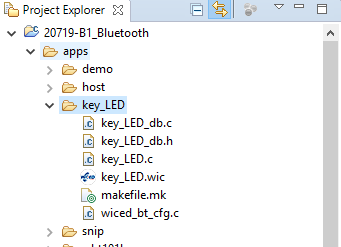 Project Explorer
20719-B1_Bluetooth
apps
demo
host
key_LED
key_LED_db.c
key_LED_db.h
key_LED.c
key_LED.wic
makefile.mk
wiced_bt_cfg.c
snip